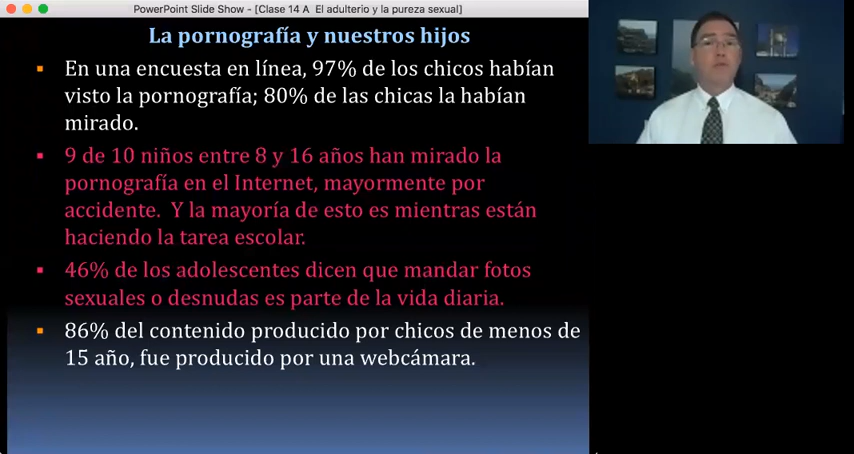 PowerPoint Slide Show - [Clase 14 A  El adulterio y la pureza sexual]
La pornografía y nuestros hijos
▪ En una encuesta en línea, 97% de los chicos habían
visto la pornografía; 80% de las chicas la habían
mirado.
▪ 9 de 10 niños entre 8 y 16 años han mirado la
pornografía en el Internet, mayormente por
accidente.  Y la mayoría de esto es mientras están
haciendo la tarea escolar.
▪ 46% de los adolescentes dicen que mandar fotos
sexuales o desnudas es parte de la vida diaria.
▪ 86% del contenido producido por chicos de menos de
15 año, fue producido por una webcámara.